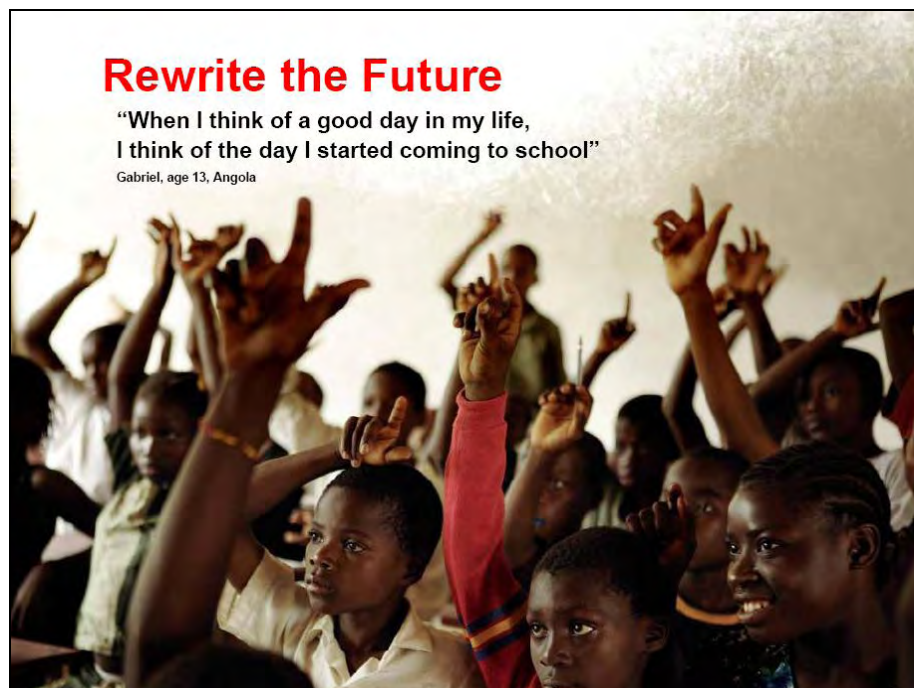 Rewrite the Future
“When I think of a good day in my life,
I think of the day I started coming to school”
Gabriel, age 13, Angola